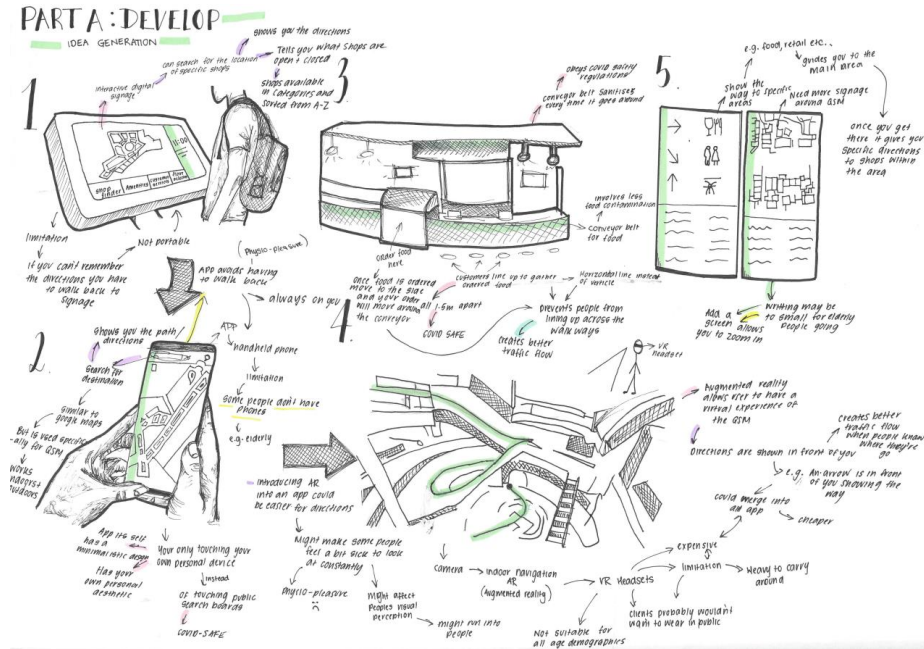 PART A: DEVELOP
IDEA GENERATION
1
Interactive digital
signage
can search for the location
of specific shops
shows you the directions
Tells you what shops are
open + closed
shops available
in categories and
sorted from A-Z
11:00
shop
finder
Amenities
limitation
Not portable
If you can't remember
the directions you have
to walk back to
signage
(Physio-pleasure)
App avoids having
to walk back
always on you
2.
Shows you the path/
directions
Search for
destination
Similar to
google maps
But is used specific
-ally for QSM
works
App its self
has a
minimalistic design
Has your
own personal
aesthetic
Your only touching your
own personal device
instead
of touching public
search boards
COVID-SAFE
APP
handheld phone
limitation
Some people don't have
phones
e.g. elderly
Introducing AR
into an app could
be easier for directions
Might make some people
feel a bit sick to look
at constantly
physio-pleasure
Might affect
peoples visual
perception
might run into
people
3
obeys covid safety
regulations
conveyor belt sanitises
every time it goes around
involves less
food contamination
Conveyor belt
for food
order food
here
once food is ordered
move to the side
and your order
will move around
the conveyor
customers line up to gather
ordered food
all 1.5m apart
COVID SAFE
Horizontal line instead
of vehicle
prevents people from
lining up across the
walk ways
creates better
traffic flow
4.
VR
headset
Augmented reality
allows user to have a
virtual experience of
the QSM
Directions are shown in front of you
creates better
traffic flow
when people know
where they're
go
e.g. An arrow is in front
of you showing the
way
could merge into
an app
cheaper
camera
Indoor navigation
AR
(Augmented reality)
VR Headsets
expensive
limitation
Heavy to carry
around
Clients probably wouldn't
want to wear in public
Not suitable for
all age demographics
5.
show the
way to specific
areas
e.g. food, retail etc..
guides you to the
main area
Need more signage
around QSM
once you get
there it gives you
specific directions
to shops within
the area
Writing may be
to small for elderly
people going
Add a
screen
allows
you to zoom in